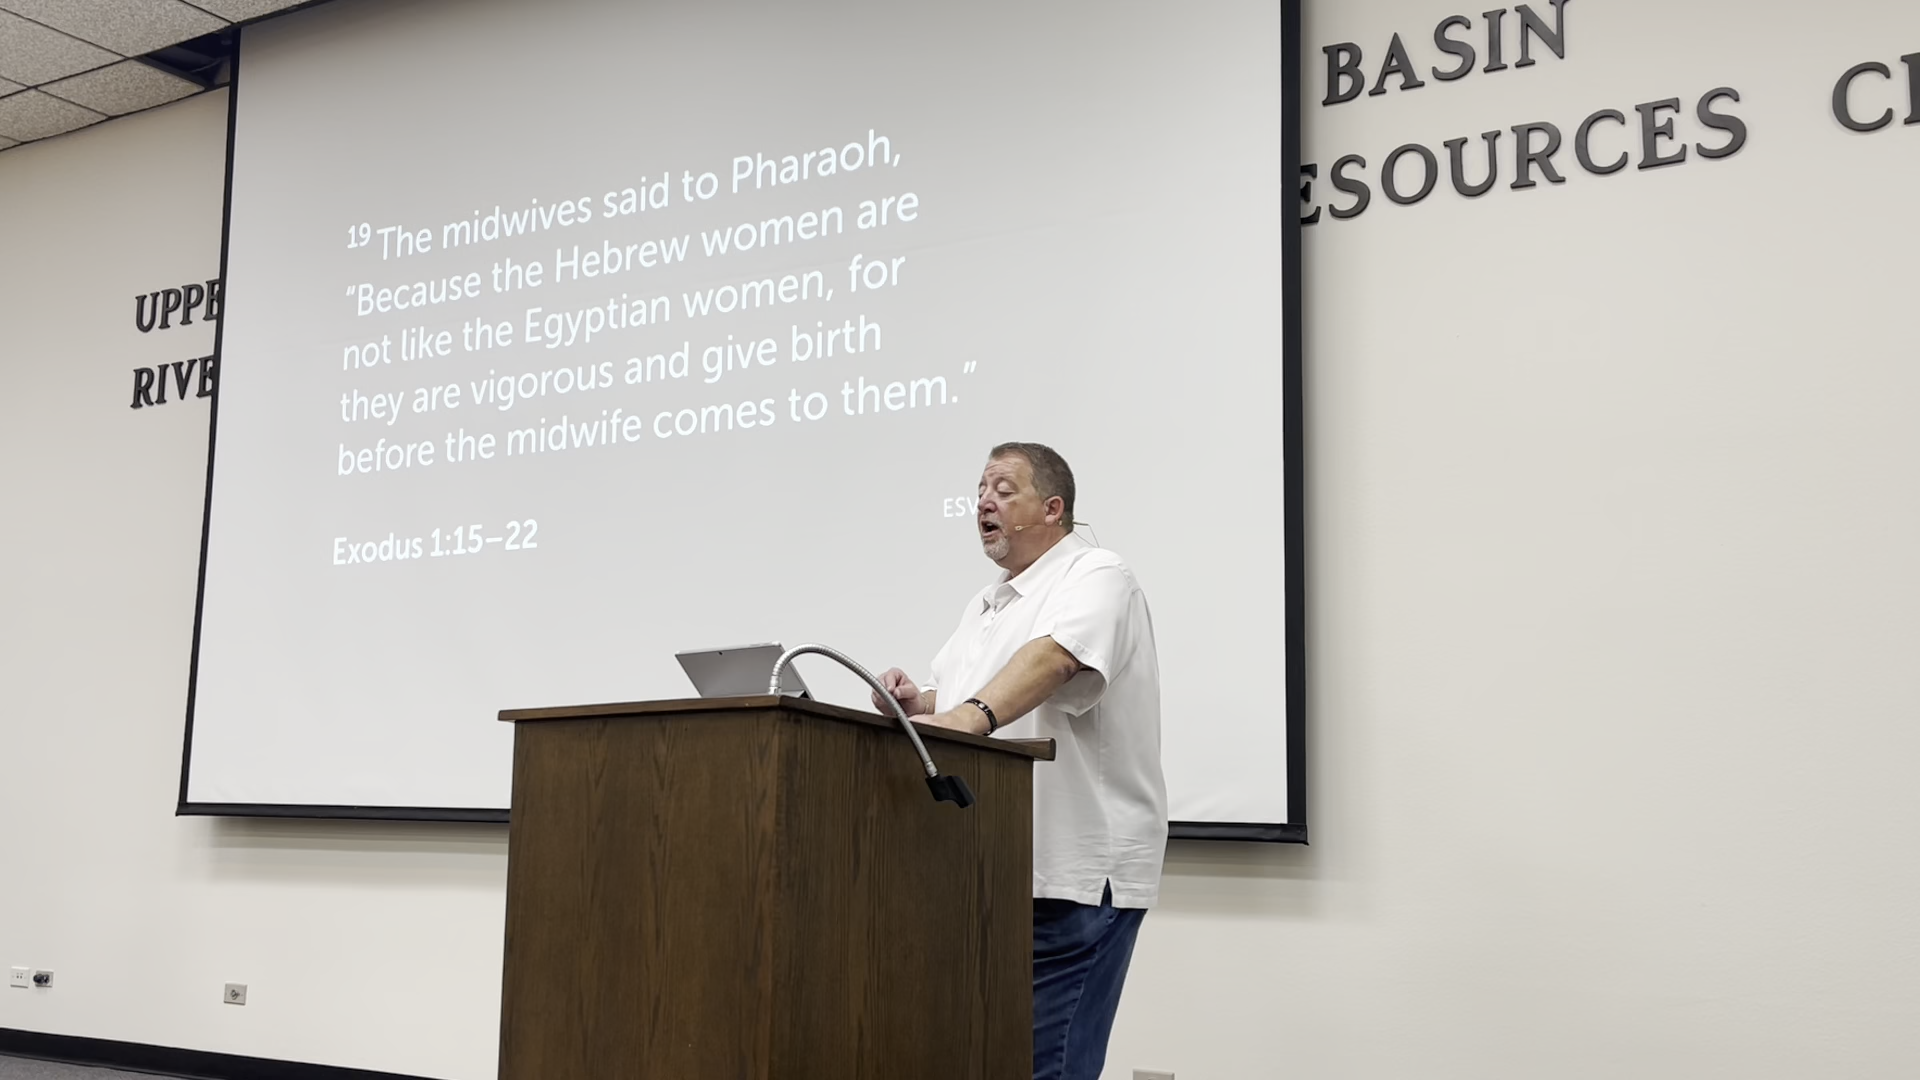 BASIN
ESOURCES
UPPE
RIVE
19 The midwives said to Pharaoh,
“Because the Hebrew women are
not like the Egyptian women, for
they are vigorous and give birth
before the midwife comes to them.”
ESV
Exodus 1:15–22